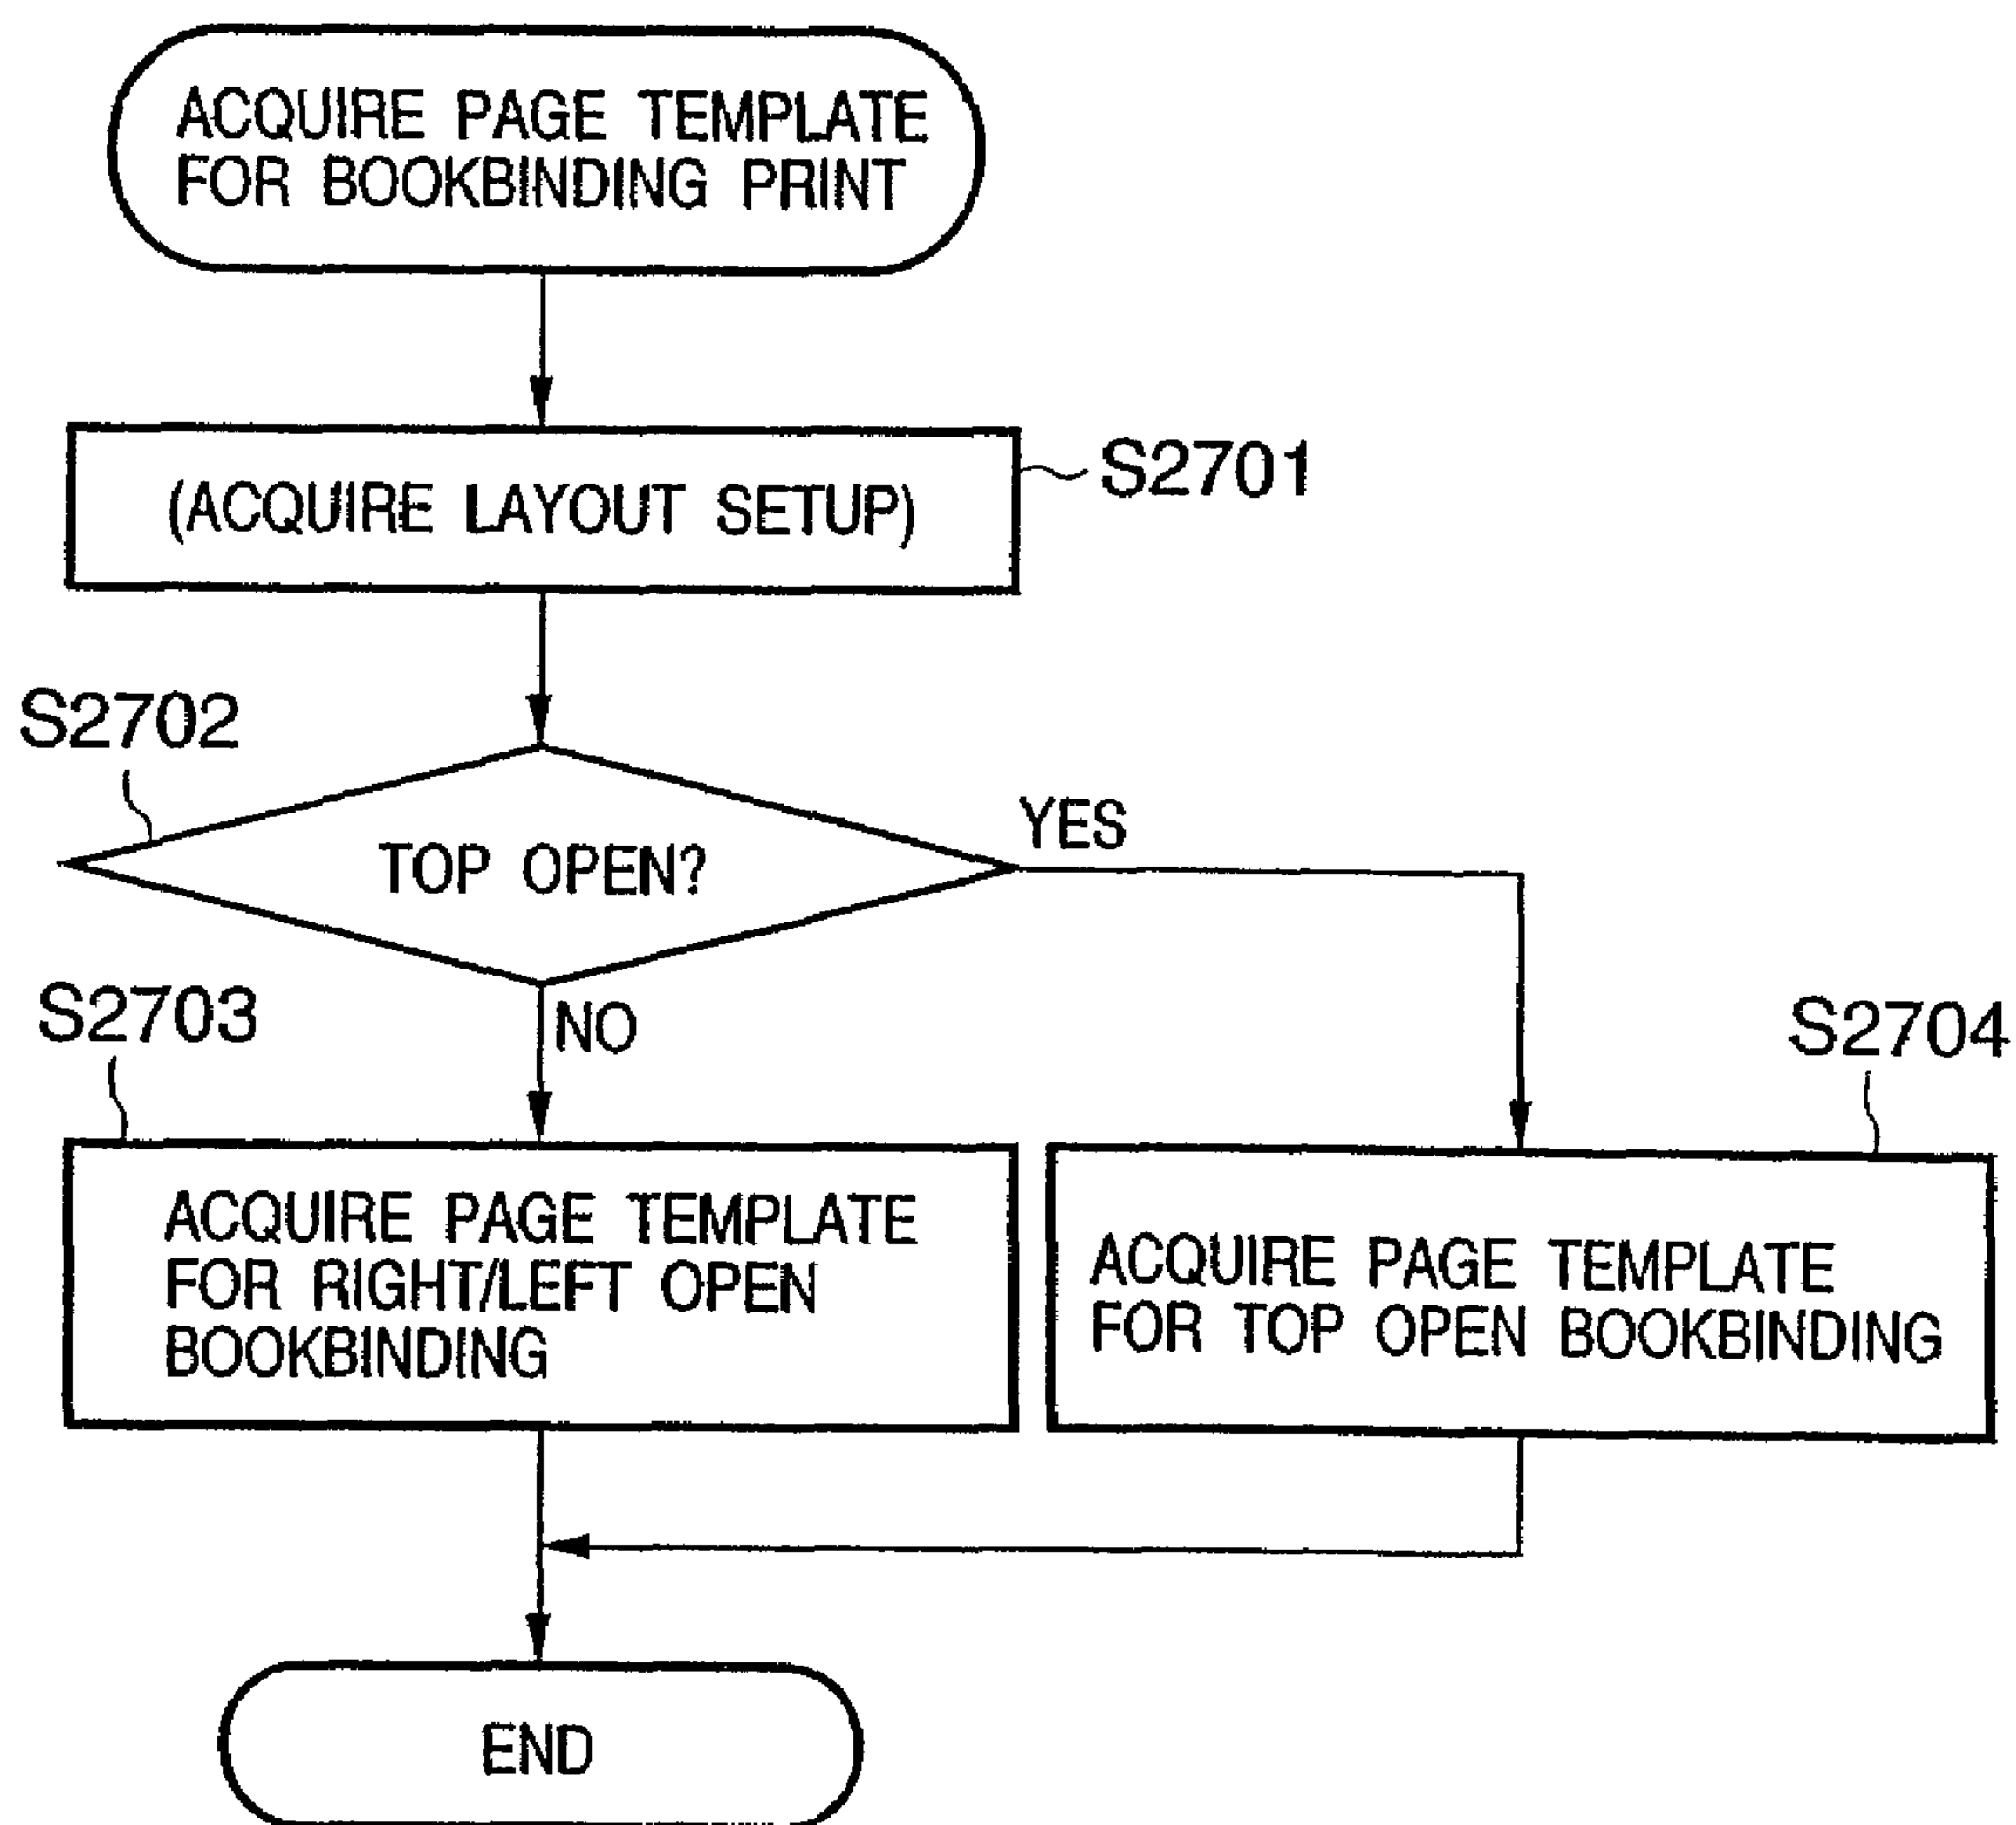 ACQUIRE PAGE TEMPLATE
FOR BOOKBINDING PRINT
(ACQUIRE LAYOUT SETUP)
S2701
S2702
TOP OPEN?
YES
NO
S2703
ACQUIRE PAGE TEMPLATE
FOR RIGHT/LEFT OPEN
BOOKBINDING
S2704
ACQUIRE PAGE TEMPLATE
FOR TOP OPEN BOOKBINDING
END